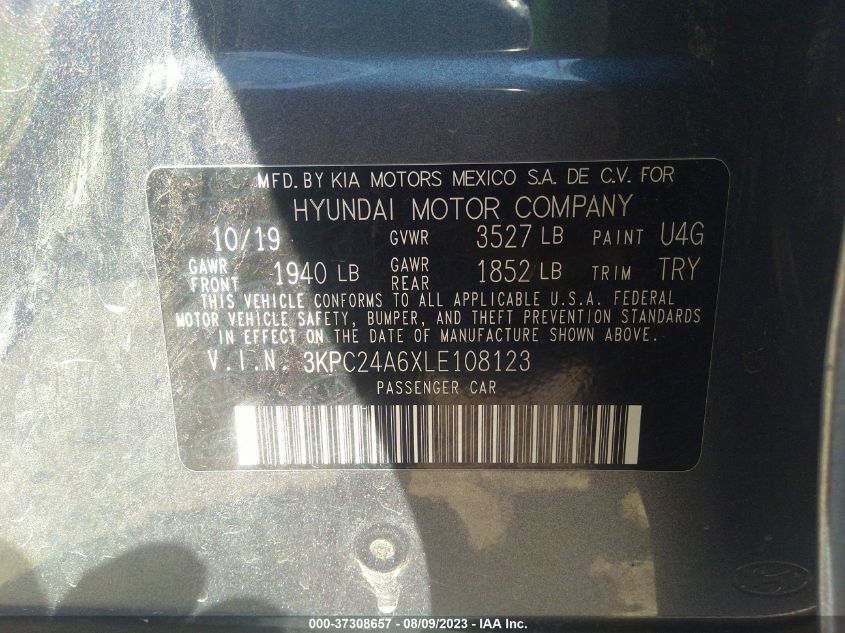 MFD. BY KIA MOTORS MEXICO S.A. DE C.V. FOR
HYUNDAI MOTOR COMPANY
10/19 GVWR 3527 LB PAINT U4G
GAWR FRONT 1940 LB GAWR REAR 1852 LB TRIM TRY
THIS VEHICLE CONFORMS TO ALL APPLICABLE U.S.A. FEDERAL
MOTOR VEHICLE SAFETY, BUMPER, AND THEFT PREVENTION STANDARDS
IN EFFECT ON THE DATE OF MANUFACTURE SHOWN ABOVE.
V.I.N. 3KPC24A6XLE108123
PASSENGER CAR
000-37308657 - 08/09/2023 - IAA Inc.